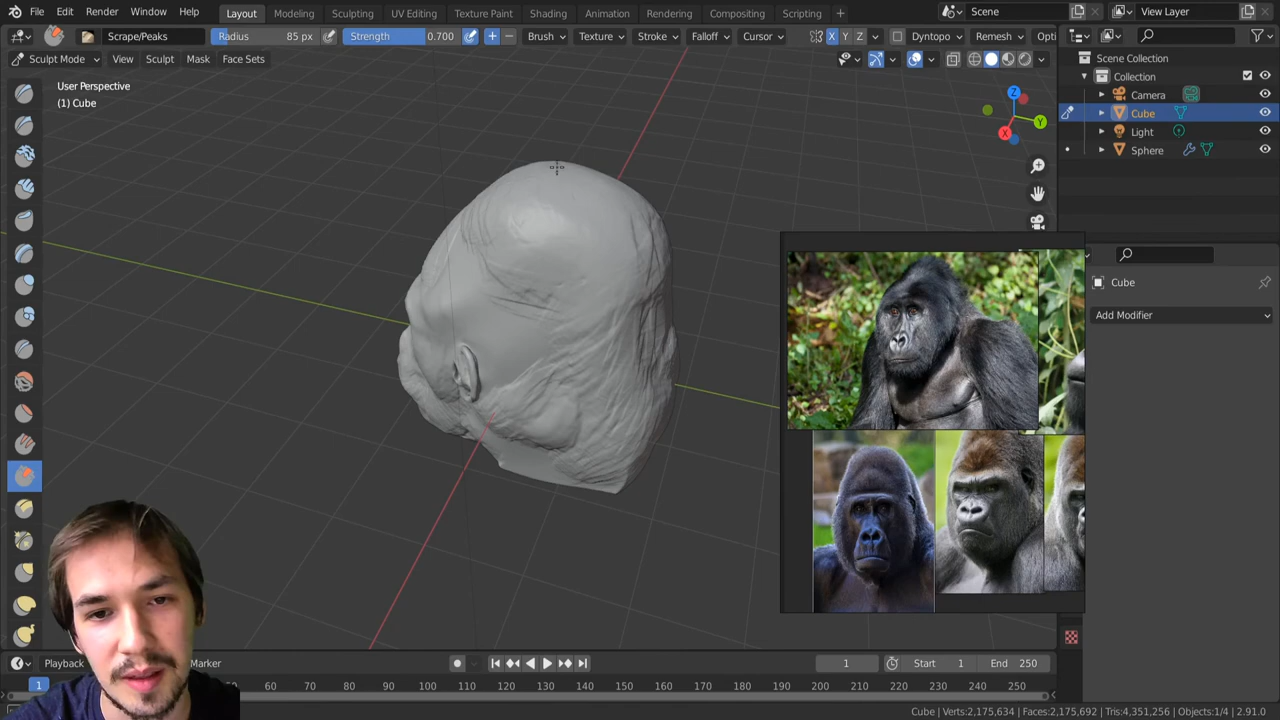 File Edit Render Window Help Layout Modeling Sculpting UV Editing Texture Paint Shading Animation Rendering Compositing Scripting + Scene View Layer
Scrape/Peaks Radius 85 px Strength 0.700 Brush Texture Stroke Falloff Cursor X Y Z Dyntopo Remesh Opti
Sculpt Mode View Sculpt Mask Face Sets
User Perspective
(1) Cube
Scene Collection
Collection
Camera
Cube
Light
Sphere
Z
Y
X
Cube
Add Modifier
Playback Marker 1 Start 1 End 250
1 60 70 80 90 100 110 120 130 140 150 160 170 180 190 200 210 220 230 240 250
Cube | Verts:2,175,634 | Faces:2,175,692 | Tris:4,351,256 | Objects:1/4 | 2.91.0